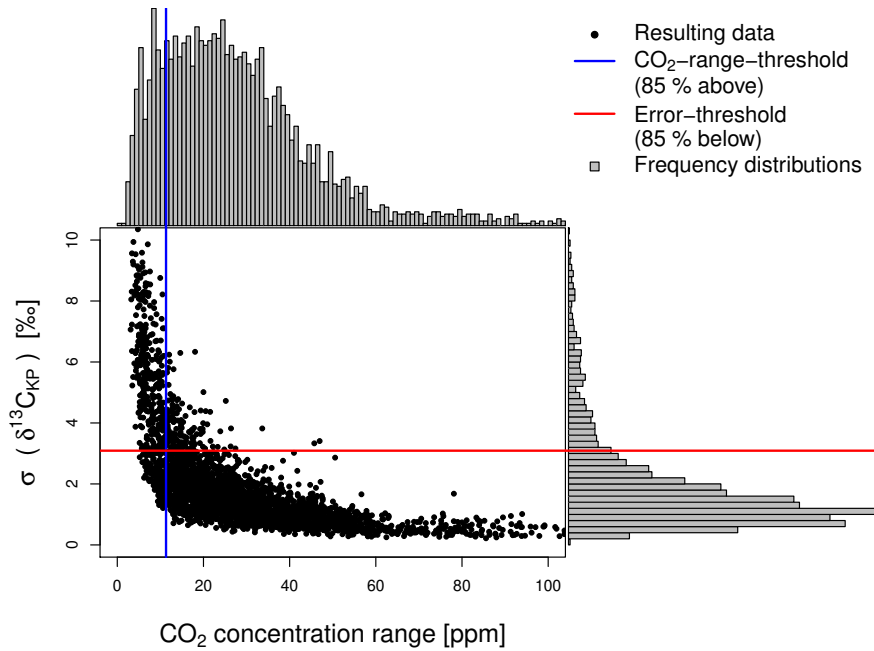 Resulting data
CO₂−range−threshold
(85 % above)
Error−threshold
(85 % below)
Frequency distributions
10
8
6
4
2
0
σ ( δ¹³C_KP ) [‰]
0 20 40 60 80 100
CO₂ concentration range [ppm]